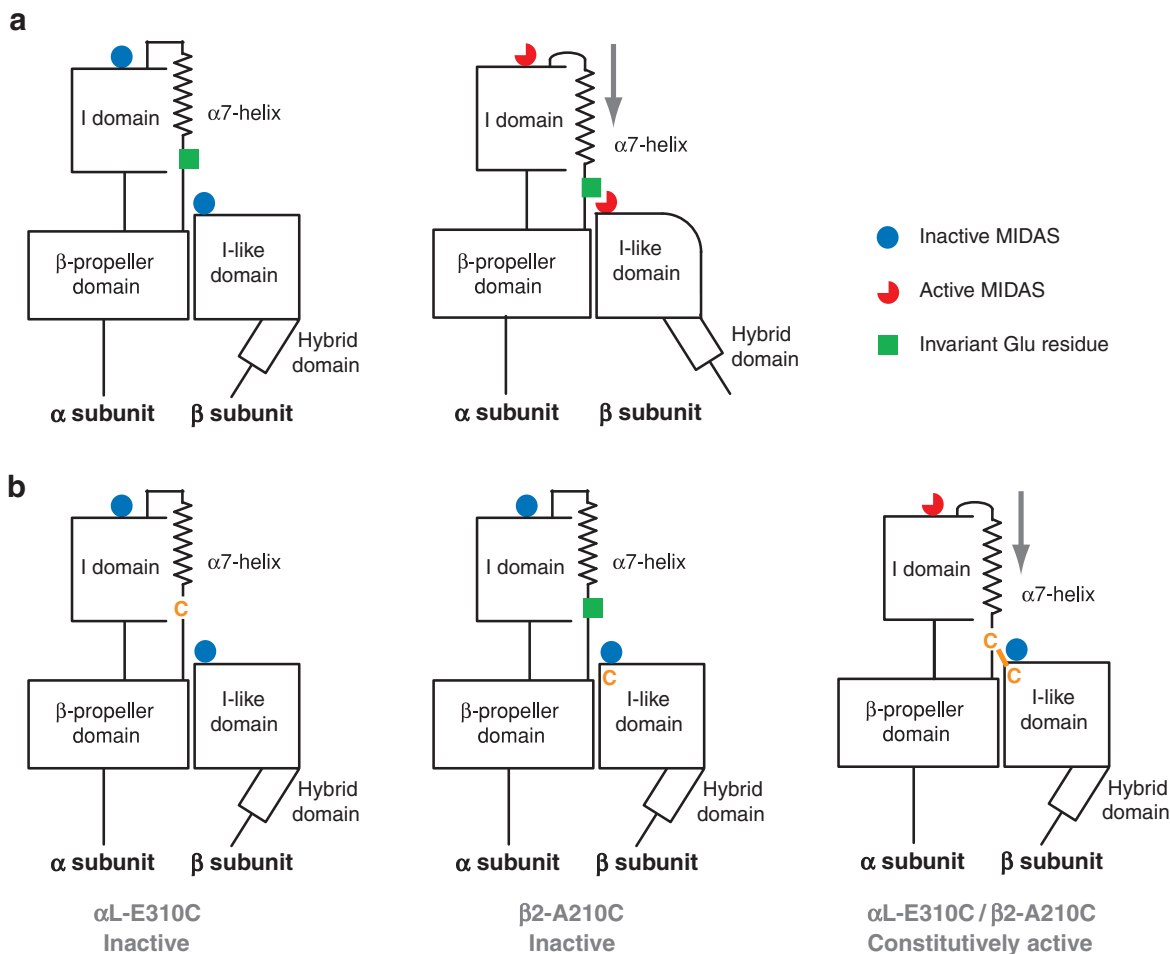 a
I domain
α7-helix
β-propeller
domain
I-like
domain
Hybrid
domain
α subunit
β subunit
I domain
α7-helix
β-propeller
domain
I-like
domain
Hybrid
domain
α subunit
β subunit
Inactive MIDAS
Active MIDAS
Invariant Glu residue
b
I domain
α7-helix
C
β-propeller
domain
I-like
domain
Hybrid
domain
α subunit
β subunit
αL-E310C
Inactive
I domain
α7-helix
C
β-propeller
domain
I-like
domain
Hybrid
domain
α subunit
β subunit
β2-A210C
Inactive
I domain
α7-helix
C
C
β-propeller
domain
I-like
domain
Hybrid
domain
α subunit
β subunit
αL-E310C / β2-A210C
Constitutively active